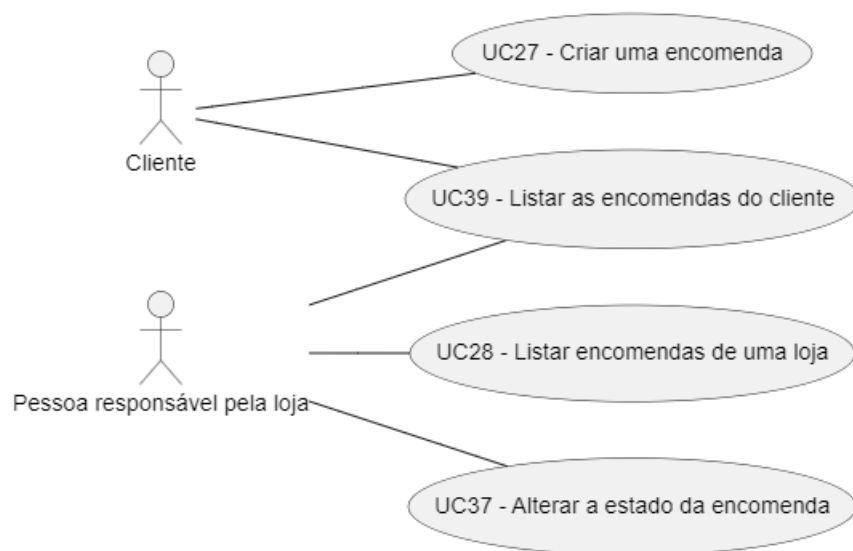 UC27 - Criar uma encomenda
Cliente
UC39 - Listar as encomendas do cliente
UC28 - Listar encomendas de uma loja
Pessoa responsável pela loja
UC37 - Alterar a estado da encomenda